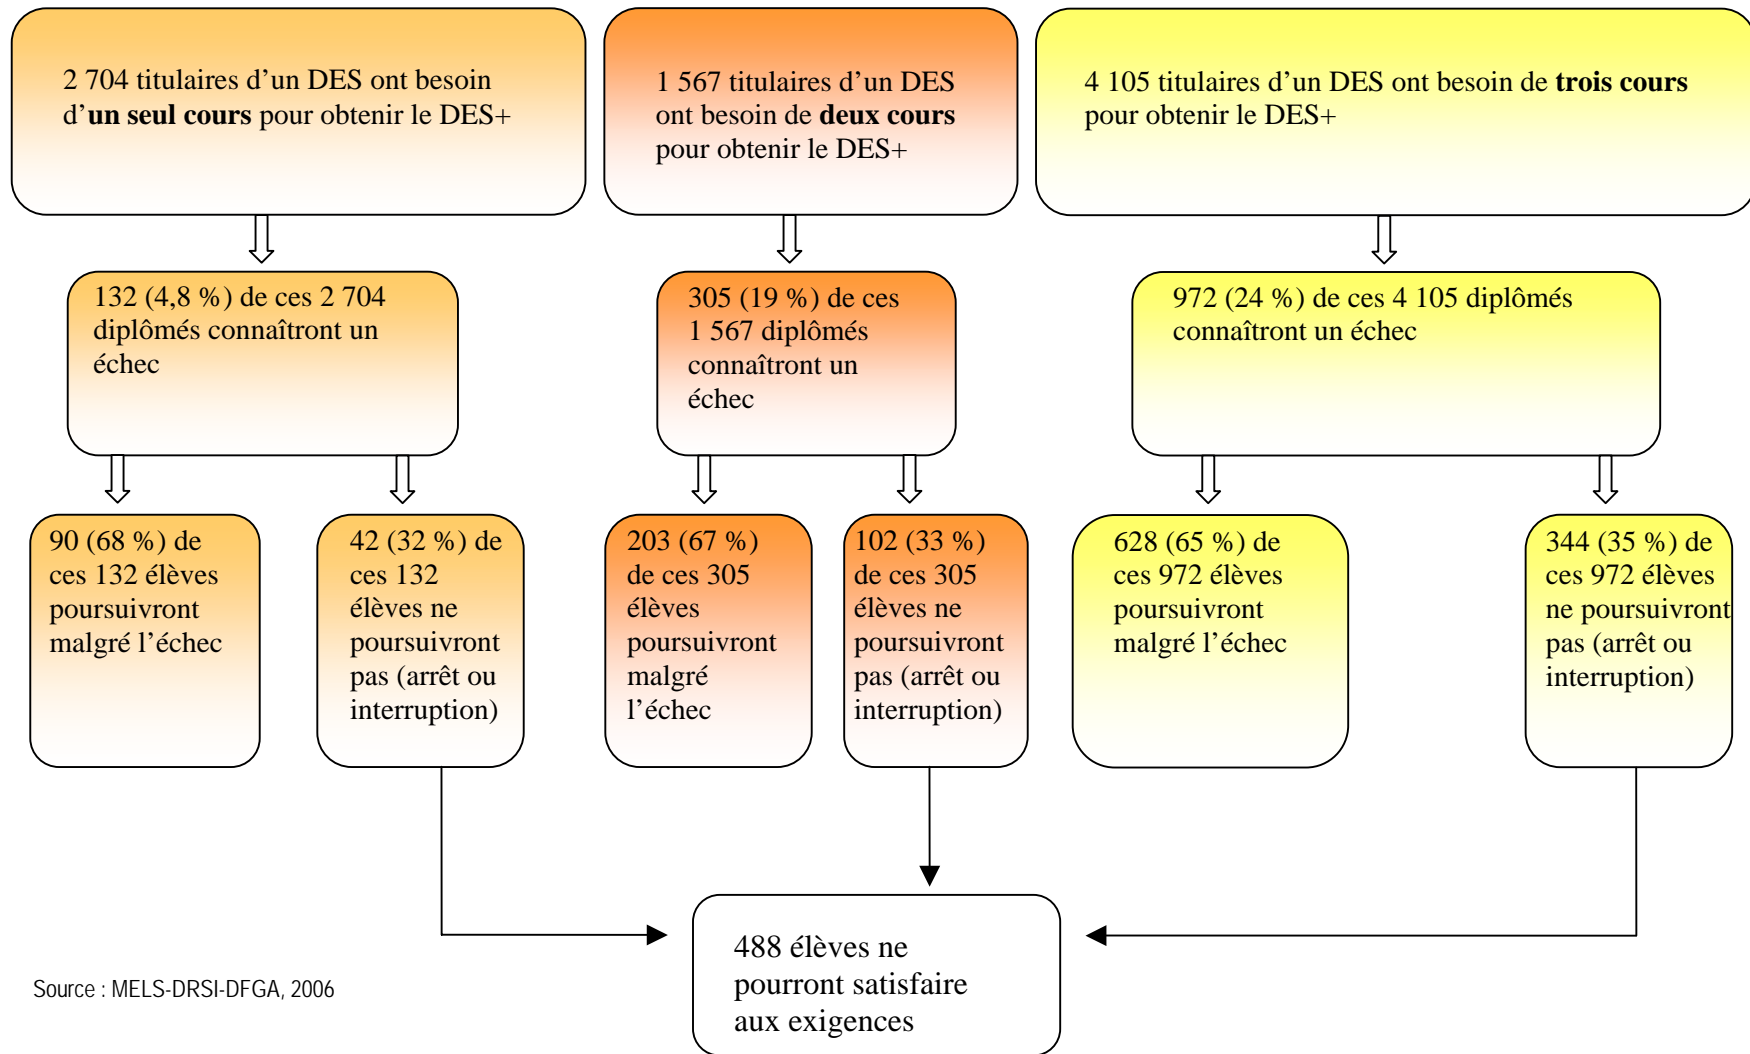 2 704 titulaires d’un DES ont besoin
d’un seul cours pour obtenir le DES+
1 567 titulaires d’un DES
ont besoin de deux cours
pour obtenir le DES+
4 105 titulaires d’un DES ont besoin de trois cours
pour obtenir le DES+
132 (4,8 %) de ces 2 704
diplômés connaîtront un
échec
305 (19 %) de ces
1 567 diplômés
connaîtront un
échec
972 (24 %) de ces 4 105 diplômés
connaîtront un échec
90 (68 %) de
ces 132 élèves
poursuivront
malgré l’échec
42 (32 %) de
ces 132
élèves ne
poursuivront
pas (arrêt ou
interruption)
203 (67 %)
de ces 305
élèves
poursuivront
malgré
l’échec
102 (33 %)
de ces 305
élèves ne
poursuivront
pas (arrêt ou
interruption)
628 (65 %) de
ces 972 élèves
poursuivront
malgré l’échec
344 (35 %) de
ces 972 élèves
ne poursuivront
pas (arrêt ou
interruption)
488 élèves ne
pourront satisfaire
aux exigences
Source : MELS-DRSI-DFGA, 2006